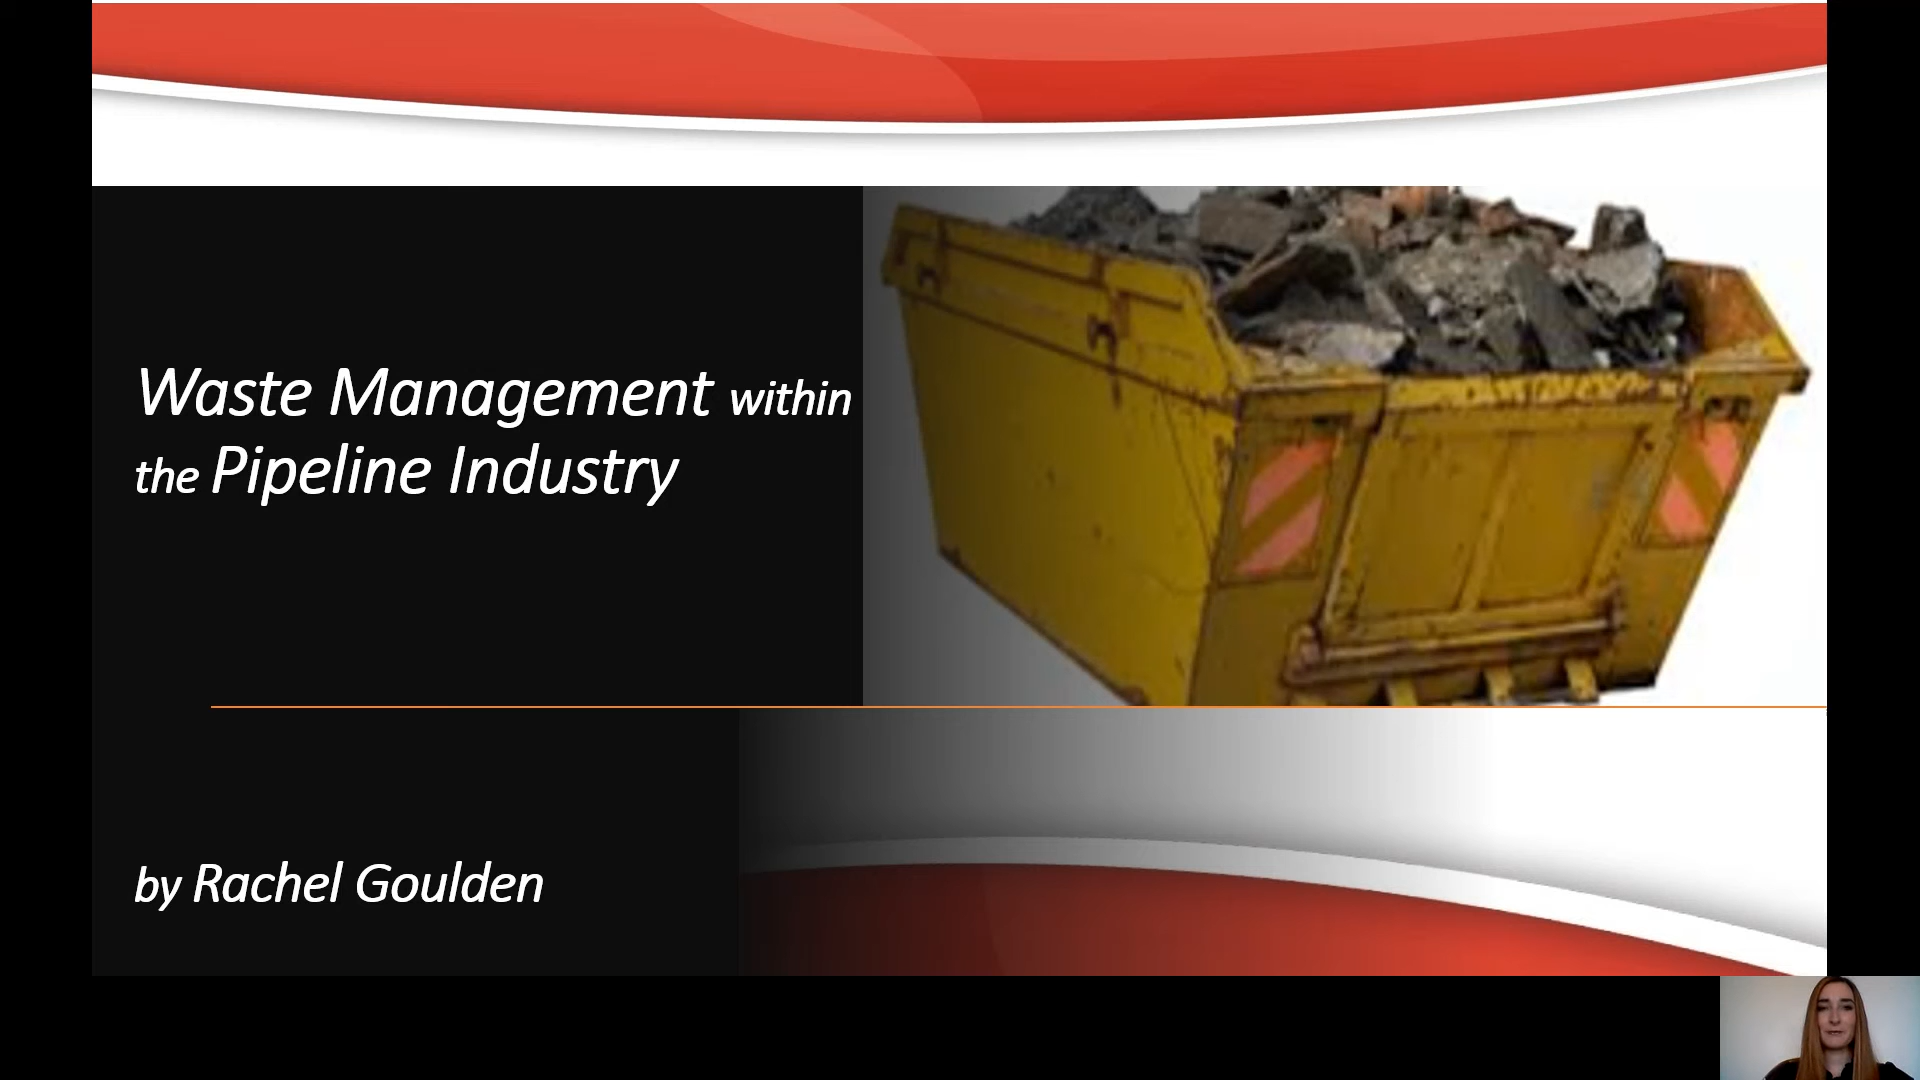 Waste Management within
the Pipeline Industry
by Rachel Goulden